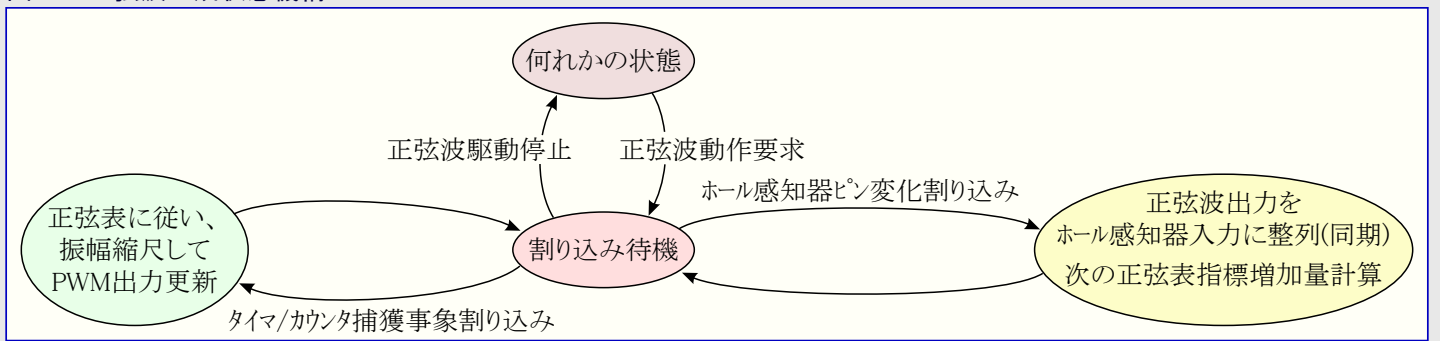 何れかの状態
正弦波駆動停止
正弦波動作要求
ホール感知器ピン変化割り込み
正弦表に従い、
振幅縮尺して
PWM出力更新
割り込み待機
正弦波出力を
ホール感知器入力に整列(同期)
次の正弦表指標増加量計算
タイマ/カウンタ捕獲事象割り込み